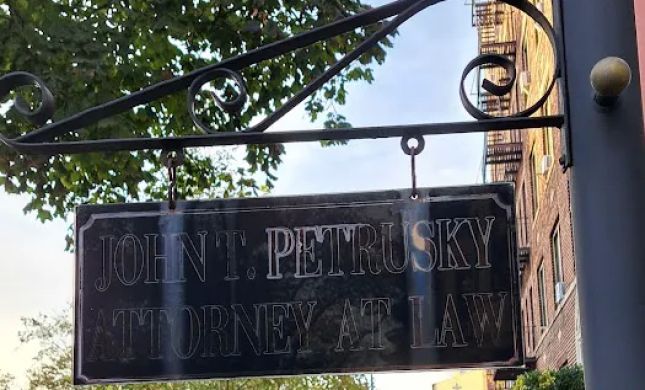 JOHN T. PETRUSKY
ATTORNEY AT LAW